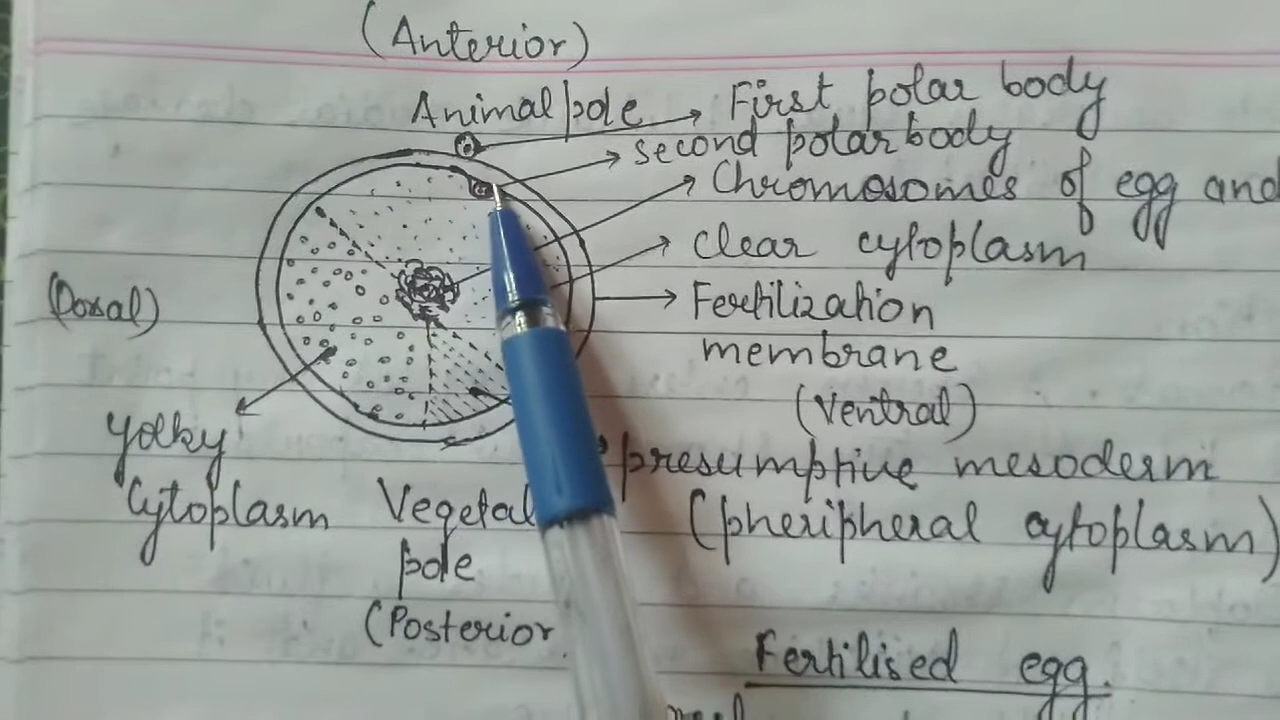 (Anterior)
Animal pole
First polar body
second polar body
Chromosomes of egg and
clear cytoplasm
(Dosal)
Fertilization
membrane
(Ventral)
yolky
cytoplasm
Vegetal
pole
(Posterior
presumptive mesoderm
(pheripheral cytoplasm)
Fertilised egg.